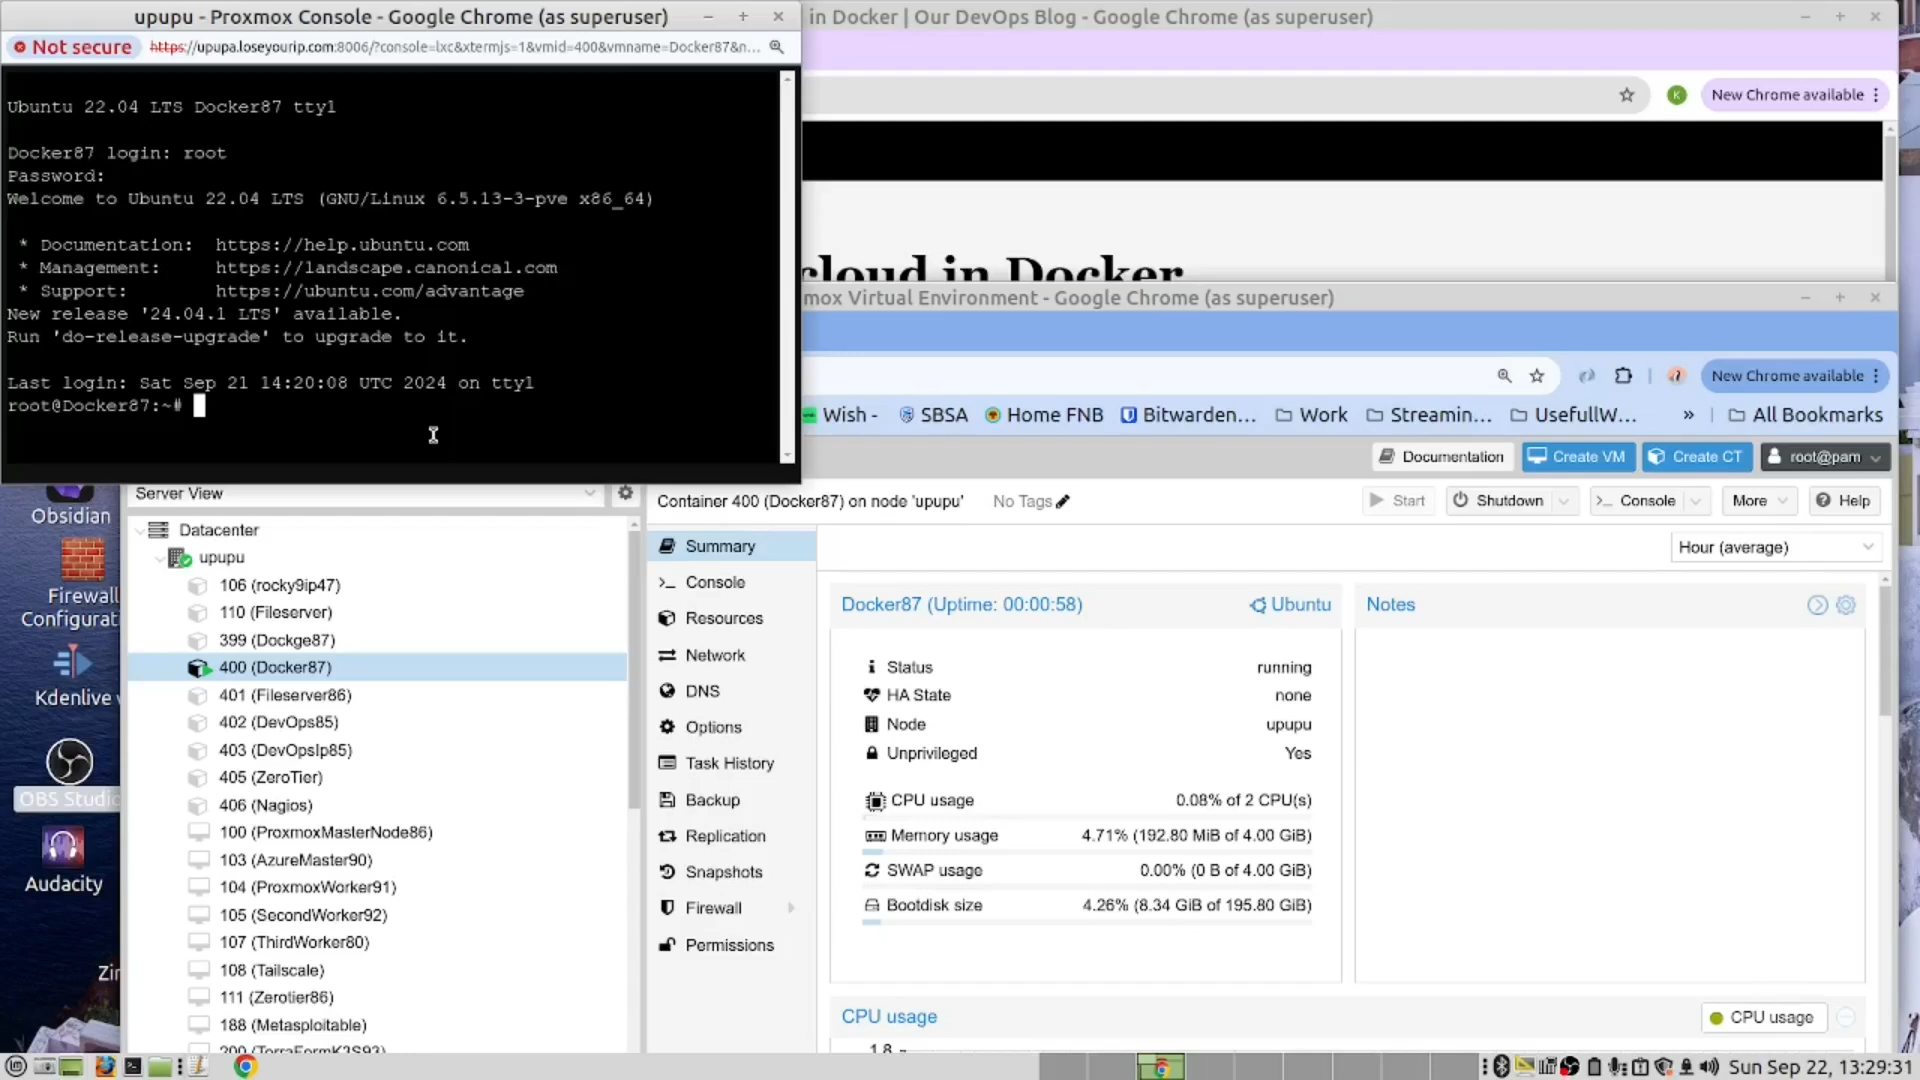 upupu - Proxmox Console - Google Chrome (as superuser)
in Docker | Our DevOps Blog - Google Chrome (as superuser)
Not secure https://upupa.loseyourip.com:8006/?console=lxc&xtermjs=1&vmid=400&vmname=Docker87&n...
K
New Chrome available
Ubuntu 22.04 LTS Docker87 tty1
Docker87 login: root
Password:
Welcome to Ubuntu 22.04 LTS (GNU/Linux 6.5.13-3-pve x86_64)
* Documentation: https://help.ubuntu.com
* Management: https://landscape.canonical.com
* Support: https://ubuntu.com/advantage
New release '24.04.1 LTS' available.
Run 'do-release-upgrade' to upgrade to it.
Last login: Sat Sep 21 14:20:08 UTC 2024 on tty1
root@Docker87:~#
cloud in Docker
mox Virtual Environment - Google Chrome (as superuser)
New Chrome available
Wish -
SBSA
Home FNB
Bitwarden...
Work
Streamin...
UsefullW...
»
All Bookmarks
Documentation
Create VM
Create CT
root@pam
Server View
Container 400 (Docker87) on node 'upupu'
No Tags
Start
Shutdown
Console
More
Help
Obsidian
Firewall
Configurat
Kdenlive
OBS Studio
Audacity
Zi
Datacenter
upupu
106 (rocky9ip47)
110 (Fileserver)
399 (Dockge87)
400 (Docker87)
401 (Fileserver86)
402 (DevOps85)
403 (DevOpsIp85)
405 (ZeroTier)
406 (Nagios)
100 (ProxmoxMasterNode86)
103 (AzureMaster90)
104 (ProxmoxWorker91)
105 (SecondWorker92)
107 (ThirdWorker80)
108 (Tailscale)
111 (Zerotier86)
188 (Metasploitable)
200 (TerraFormK3S93)
Summary
Console
Resources
Network
DNS
Options
Task History
Backup
Replication
Snapshots
Firewall
Permissions
Hour (average)
Docker87 (Uptime: 00:00:58)
Ubuntu
Status running
HA State none
Node upupu
Unprivileged Yes
CPU usage 0.08% of 2 CPU(s)
Memory usage 4.71% (192.80 MiB of 4.00 GiB)
SWAP usage 0.00% (0 B of 4.00 GiB)
Bootdisk size 4.26% (8.34 GiB of 195.80 GiB)
Notes
CPU usage
CPU usage
1.8
Sun Sep 22, 13:29:31